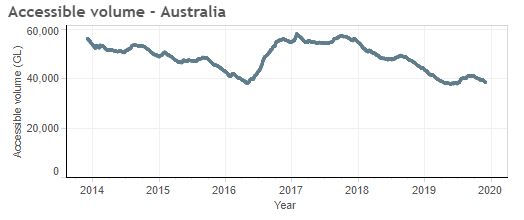 Accessible volume - Australia
60,000
40,000
20,000
0
Accessible volume (GL)
2014 2015 2016 2017 2018 2019 2020
Year